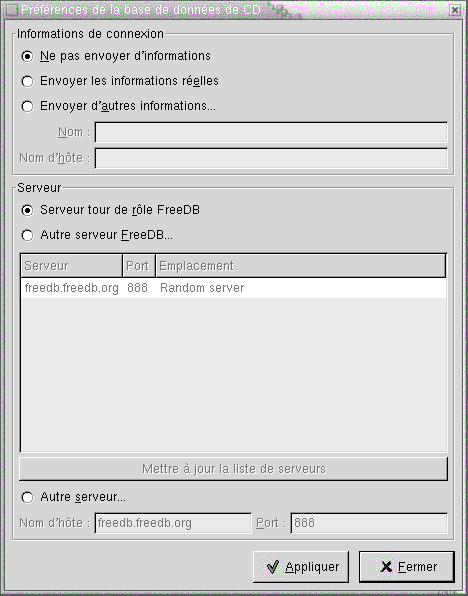 Préférences de la base de données de CD
Informations de connexion
Ne pas envoyer d'informations
Envoyer les informations réelles
Envoyer d'autres informations...
Nom :
Nom d'hôte :
Serveur
Serveur tour de rôle FreeDB
Autre serveur FreeDB...
Serveur Port Emplacement
freedb.freedb.org 888 Random server
Mettre à jour la liste de serveurs
Autre serveur...
Nom d'hôte : freedb.freedb.org Port : 888
Appliquer Fermer